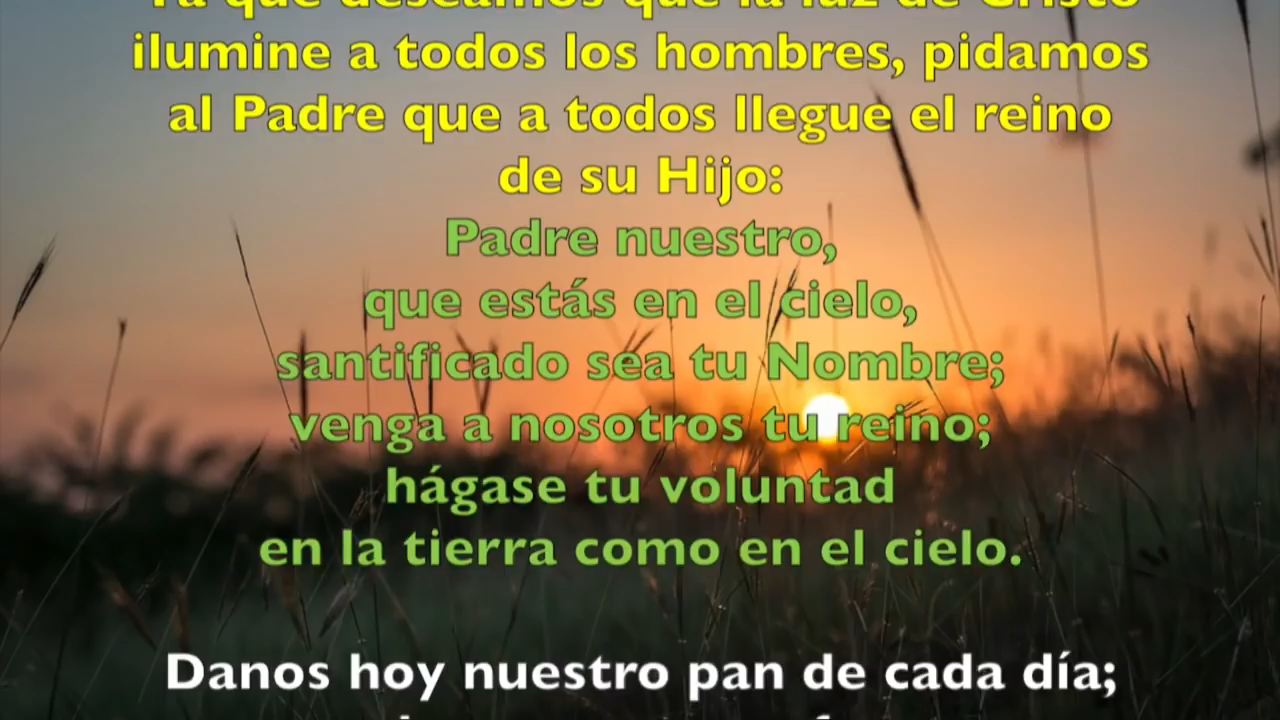 Ya que deseamos que la luz de Cristo
ilumine a todos los hombres, pidamos
al Padre que a todos llegue el reino
de su Hijo:
Padre nuestro,
que estás en el cielo,
santificado sea tu Nombre;
venga a nosotros tu reino;
hágase tu voluntad
en la tierra como en el cielo.
Danos hoy nuestro pan de cada día;